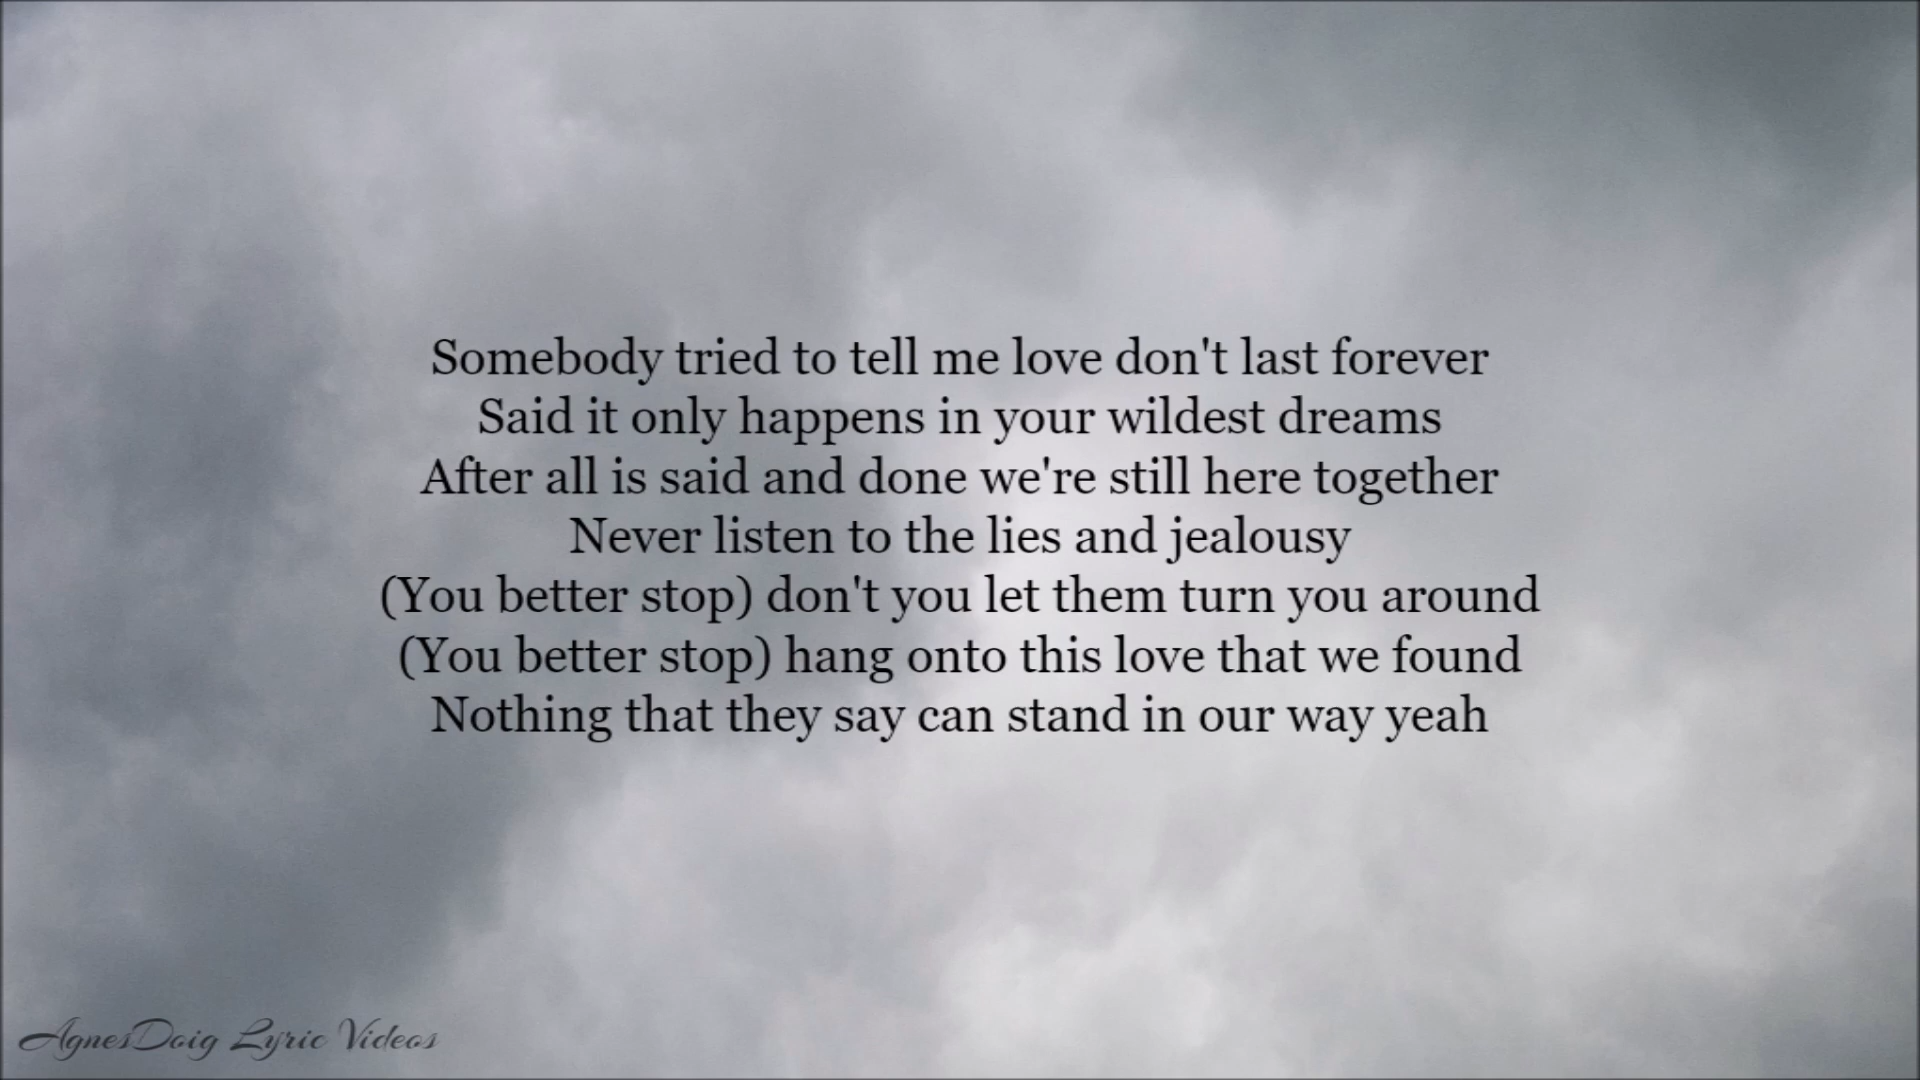 Somebody tried to tell me love don't last forever
Said it only happens in your wildest dreams
After all is said and done we're still here together
Never listen to the lies and jealousy
(You better stop) don't you let them turn you around
(You better stop) hang onto this love that we found
Nothing that they say can stand in our way yeah
AgnesDoig Lyric Videos